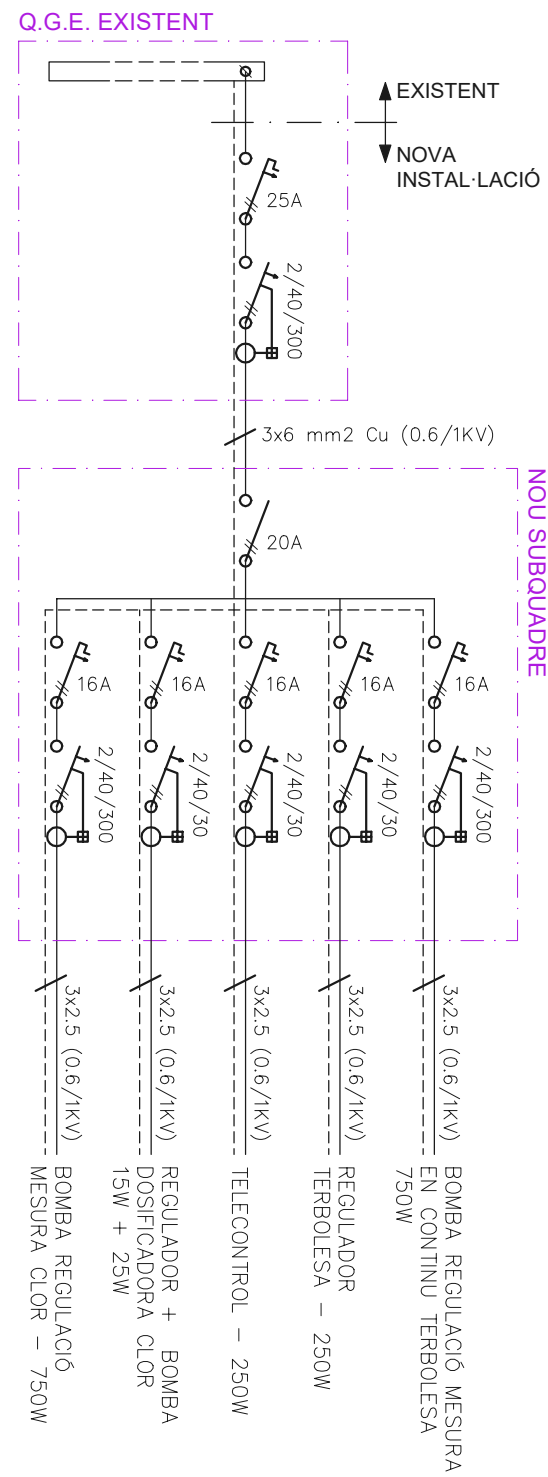 Q.G.E. EXISTENT
EXISTENT
NOVA
INSTAL·LACIÓ
25A
2/40/300
3x6 mm2 Cu (0.6/1KV)
NOU SUBQUADRE
20A
16A
16A
16A
16A
16A
2/40/300
2/40/30
2/40/30
2/40/30
2/40/300
3x2.5 (0.6/1KV)
3x2.5 (0.6/1KV)
3x2.5 (0.6/1KV)
3x2.5 (0.6/1KV)
3x2.5 (0.6/1KV)
BOMBA REGULACIÓ
MESURA CLOR - 750W
REGULADOR + BOMBA
DOSIFICADORA CLOR
15W + 25W
TELECONTROL - 250W
REGULADOR
TERBOLESA - 250W
BOMBA REGULACIÓ MESURA
EN CONTINU TERBOLESA
750W